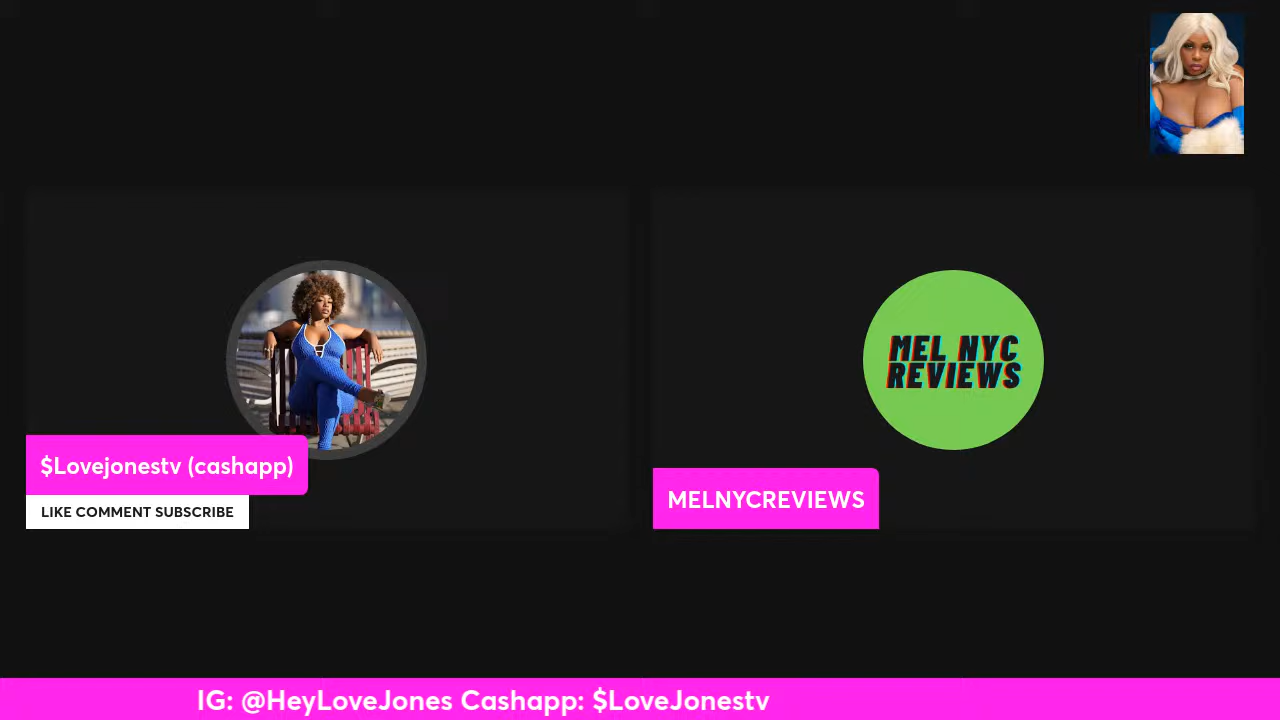 $Lovejonestv (cashapp)
LIKE COMMENT SUBSCRIBE
MEL NYC
REVIEWS
MELNYCREVIEWS
IG: @HeyLoveJones Cashapp: $LoveJonestv